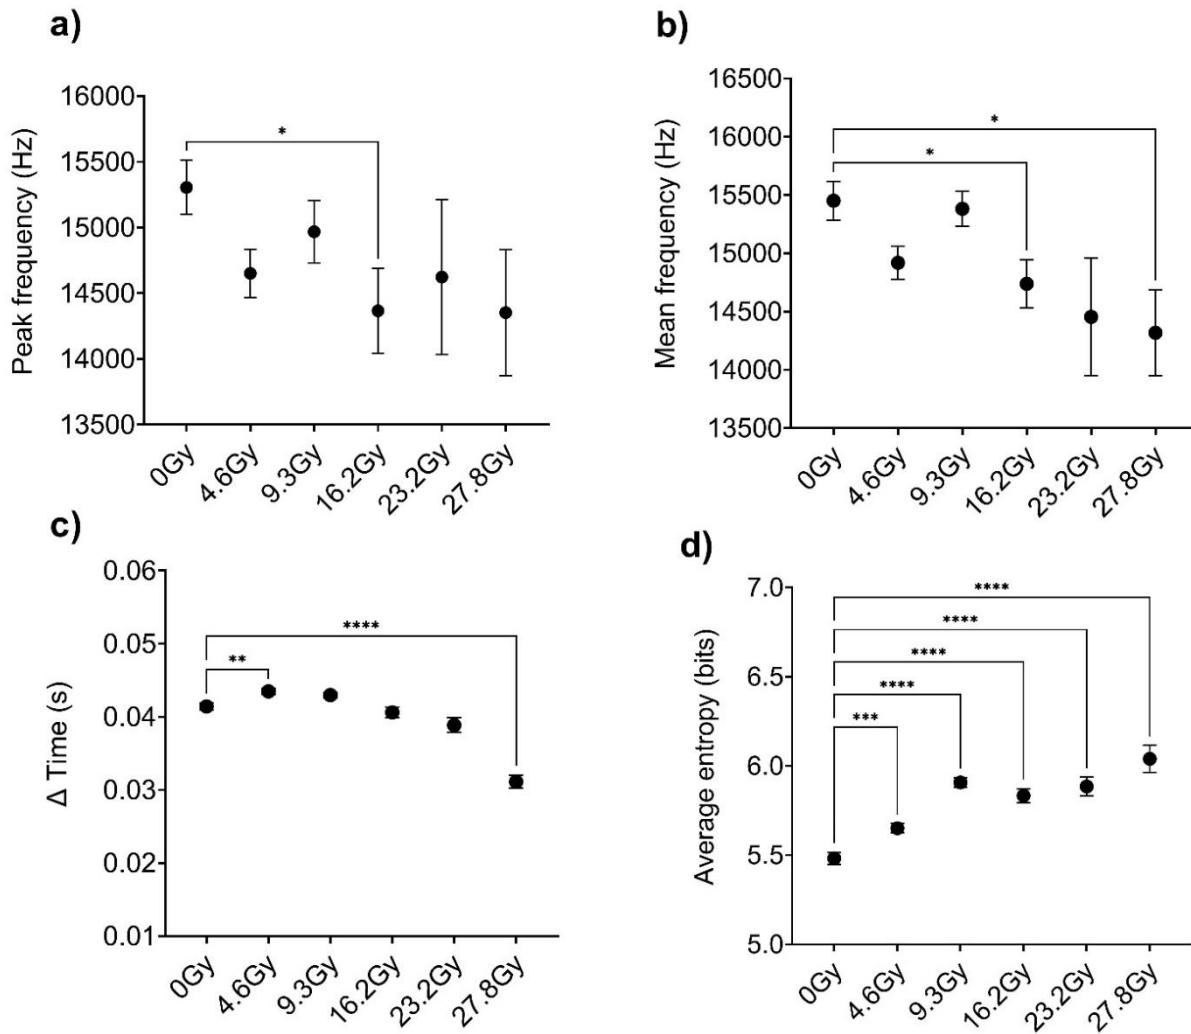 a)
Peak frequency (Hz)
16000
15500
15000
14500
14000
13500
*
0Gy
4.6Gy
9.3Gy
16.2Gy
23.2Gy
27.8Gy
b)
Mean frequency (Hz)
16500
16000
15500
15000
14500
14000
13500
*
*
0Gy
4.6Gy
9.3Gy
16.2Gy
23.2Gy
27.8Gy
c)
Δ Time (s)
0.06
0.05
0.04
0.03
0.02
0.01
****
**
0Gy
4.6Gy
9.3Gy
16.2Gy
23.2Gy
27.8Gy
d)
Average entropy (bits)
7.0
6.5
6.0
5.5
5.0
****
****
****
****
***
0Gy
4.6Gy
9.3Gy
16.2Gy
23.2Gy
27.8Gy